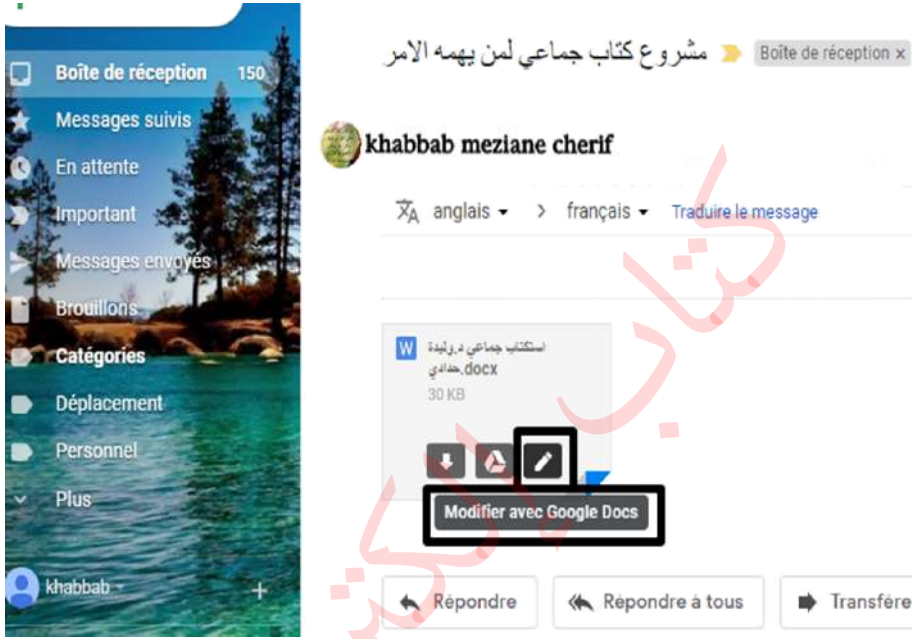 Boîte de réception 150
Messages suivis
En attente
Important
Messages envoyés
Brouillons
Catégories
Déplacement
Personnel
Plus
khabbab
+
مشروع كتاب جماعي لمن يهمه الامر
Boîte de réception ×
khabbab meziane cherif
anglais > français Traduire le message
W استكتاب جماعي د.وليدة
حدادي.docx
30 KB
Modifier avec Google Docs
Répondre Répondre à tous Transfére
كتاب